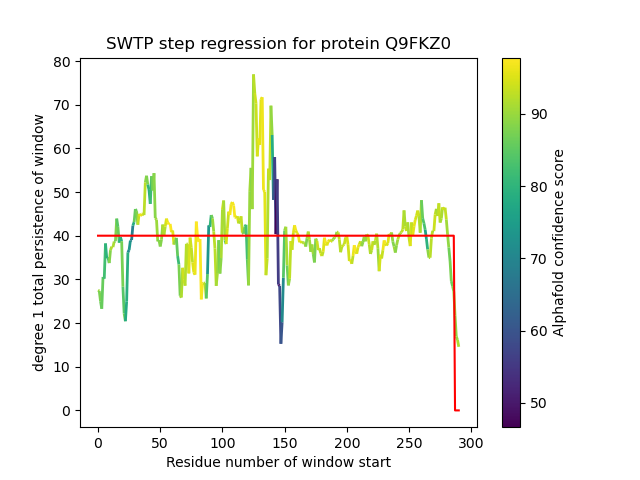 SWTP step regression for protein Q9FKZ0
80
70
60
50
40
30
20
10
0
degree 1 total persistence of window
0 50 100 150 200 250 300
Residue number of window start
90
80
70
60
50
Alphafold confidence score